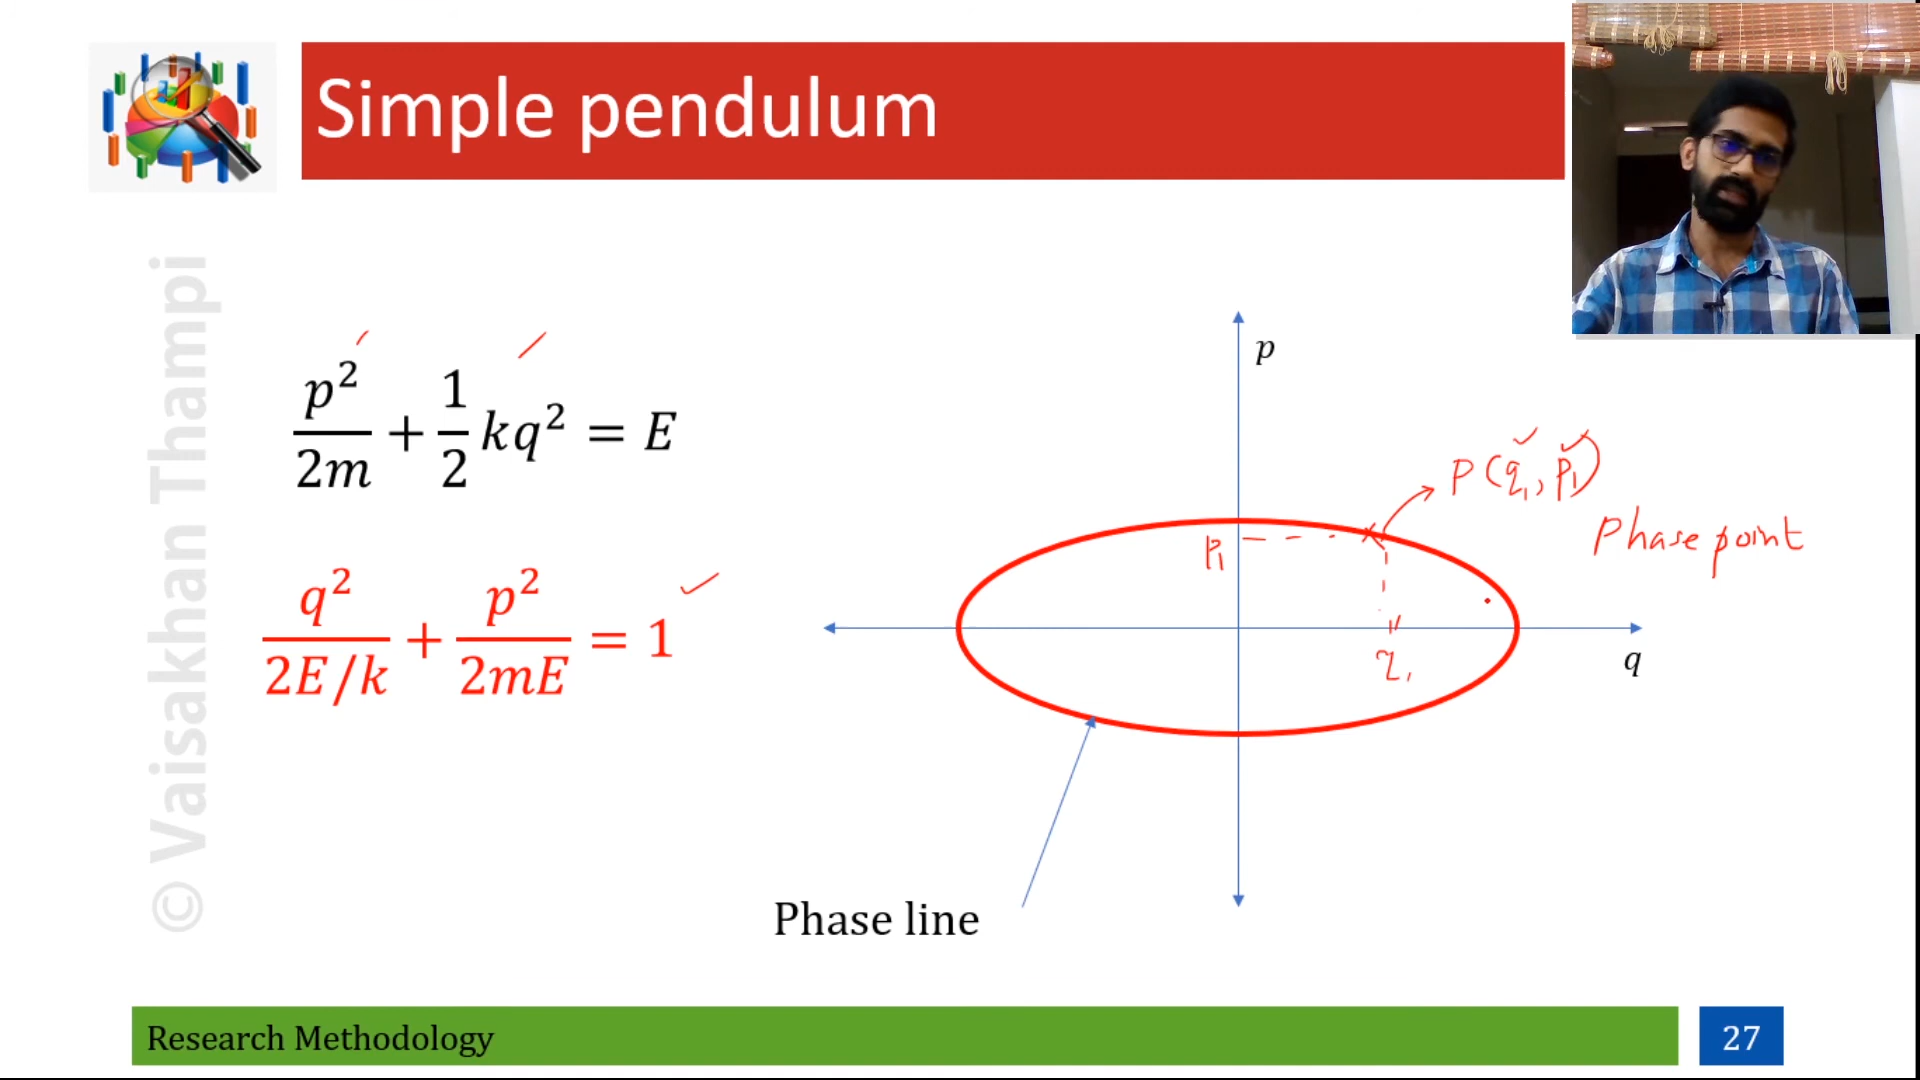 Simple pendulum
© Vaisakhan Thampi
p²/2m + 1/2 kq² = E
q²/2E/k + p²/2mE = 1
p
P(q₁, p₁)
Phase point
p₁
q₁
q
Phase line
Research Methodology
27